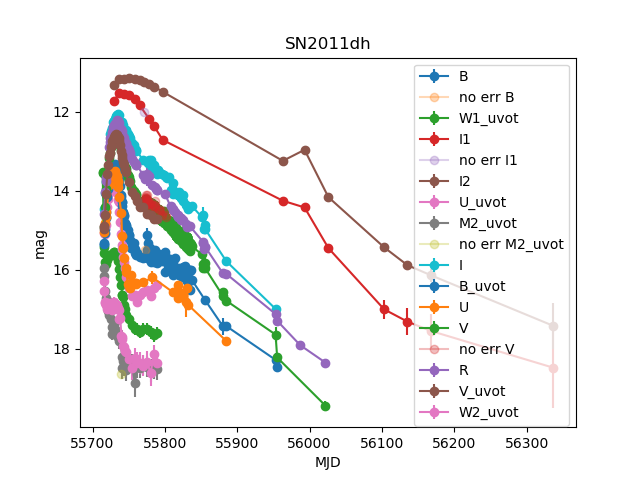 SN2011dh
mag
12
14
16
18
55700 55800 55900 56000 56100 56200 56300
MJD
B
no err B
W1_uvot
I1
no err I1
I2
U_uvot
M2_uvot
no err M2_uvot
I
B_uvot
U
V
no err V
R
V_uvot
W2_uvot